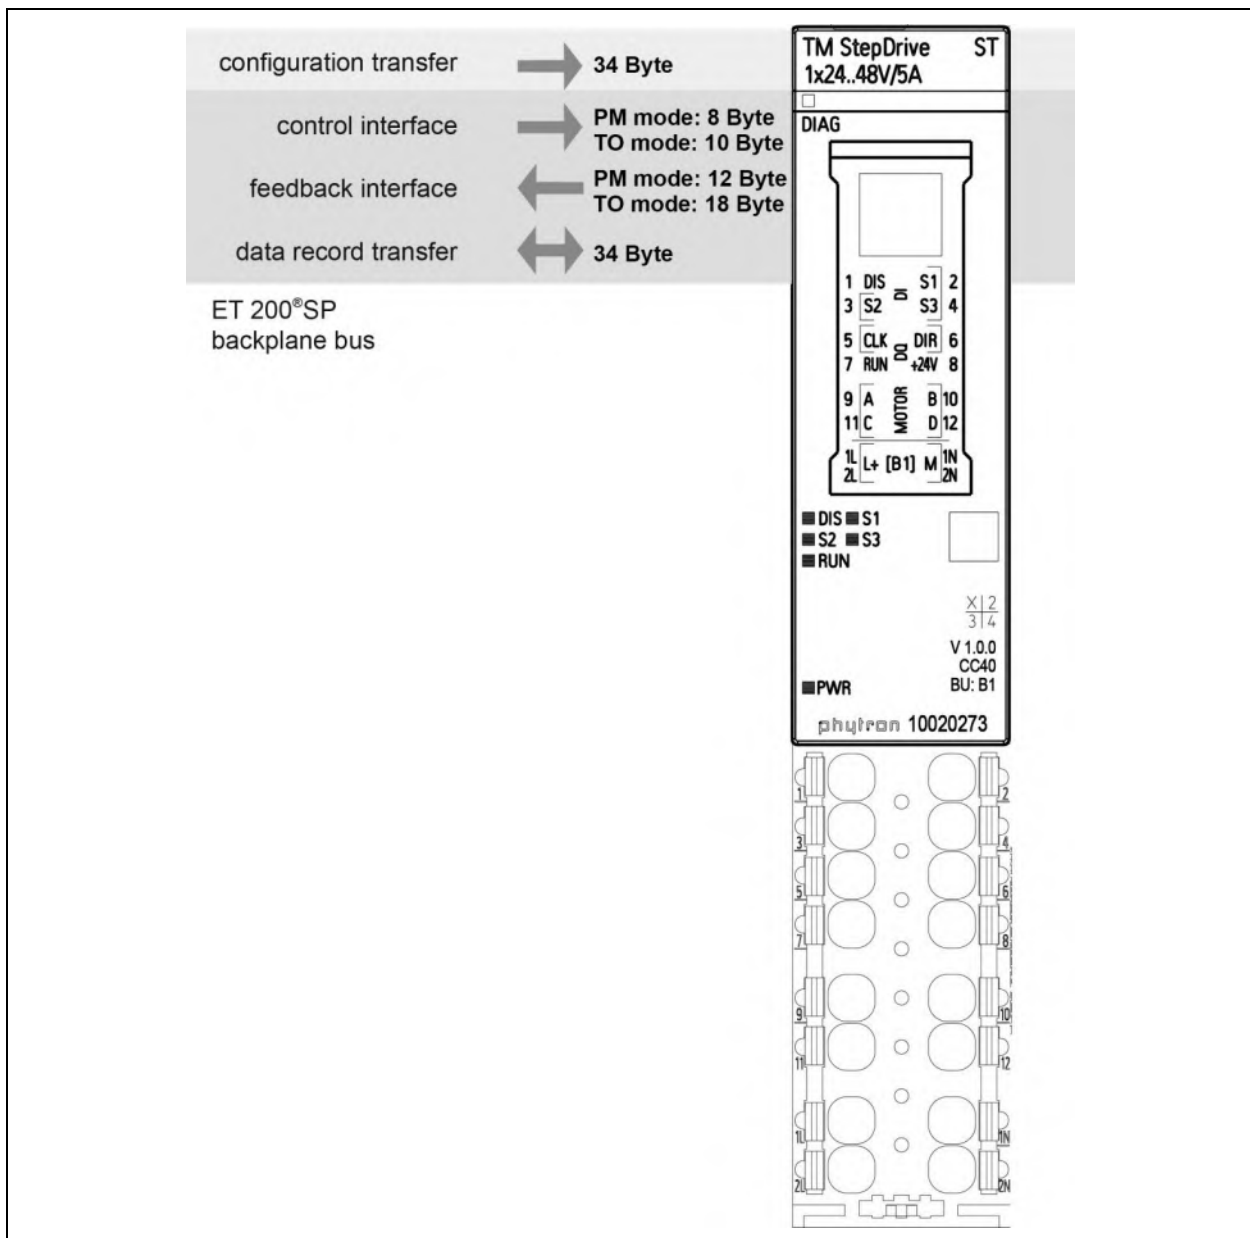 configuration transfer 34 Byte
control interface PM mode: 8 Byte
TO mode: 10 Byte
feedback interface PM mode: 12 Byte
TO mode: 18 Byte
data record transfer 34 Byte
ET 200®SP
backplane bus
TM StepDrive ST
1x24..48V/5A
DIAG
1 DIS S1 2
DI
3 S2 S3 4
5 CLK DIR 6
DQ
7 RUN +24V 8
9 A B 10
MOTOR
11 C D 12
1L 1N
L+ [B1] M
2L 2N
DIS S1
S2 S3
RUN
X 2
3 4
V 1.0.0
CC40
PWR BU: B1
phytron 10020273
1 2
3 4
5 6
7 8
9 10
11 12
1L 1N
2L 2N